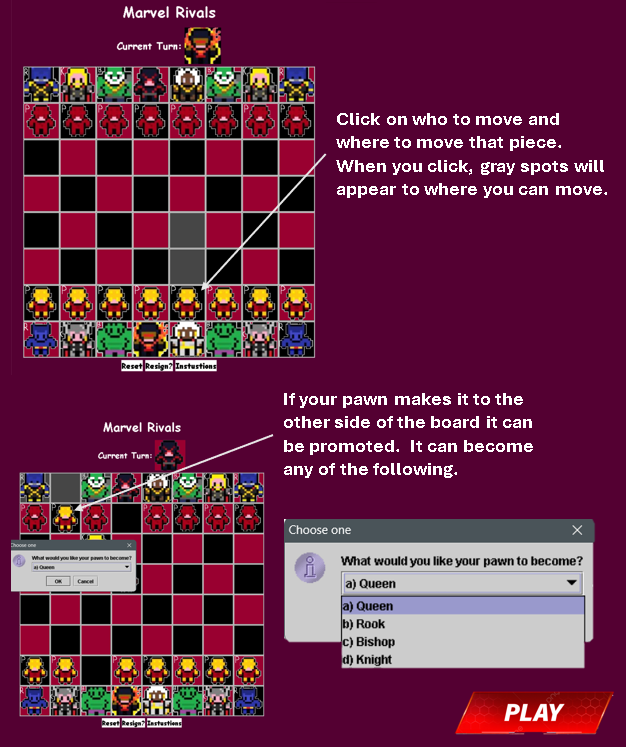 Marvel Rivals
Current Turn:
Click on who to move and
where to move that piece.
When you click, gray spots will
appear to where you can move.
Reset Resign? Instustions
If your pawn makes it to the
other side of the board it can
be promoted. It can become
any of the following.
Marvel Rivals
Current Turn:
Choose one
What would you like your pawn to become?
a) Queen
OK Cancel
Reset Resign? Instustions
Choose one
What would you like your pawn to become?
a) Queen
a) Queen
b) Rook
c) Bishop
d) Knight
PLAY